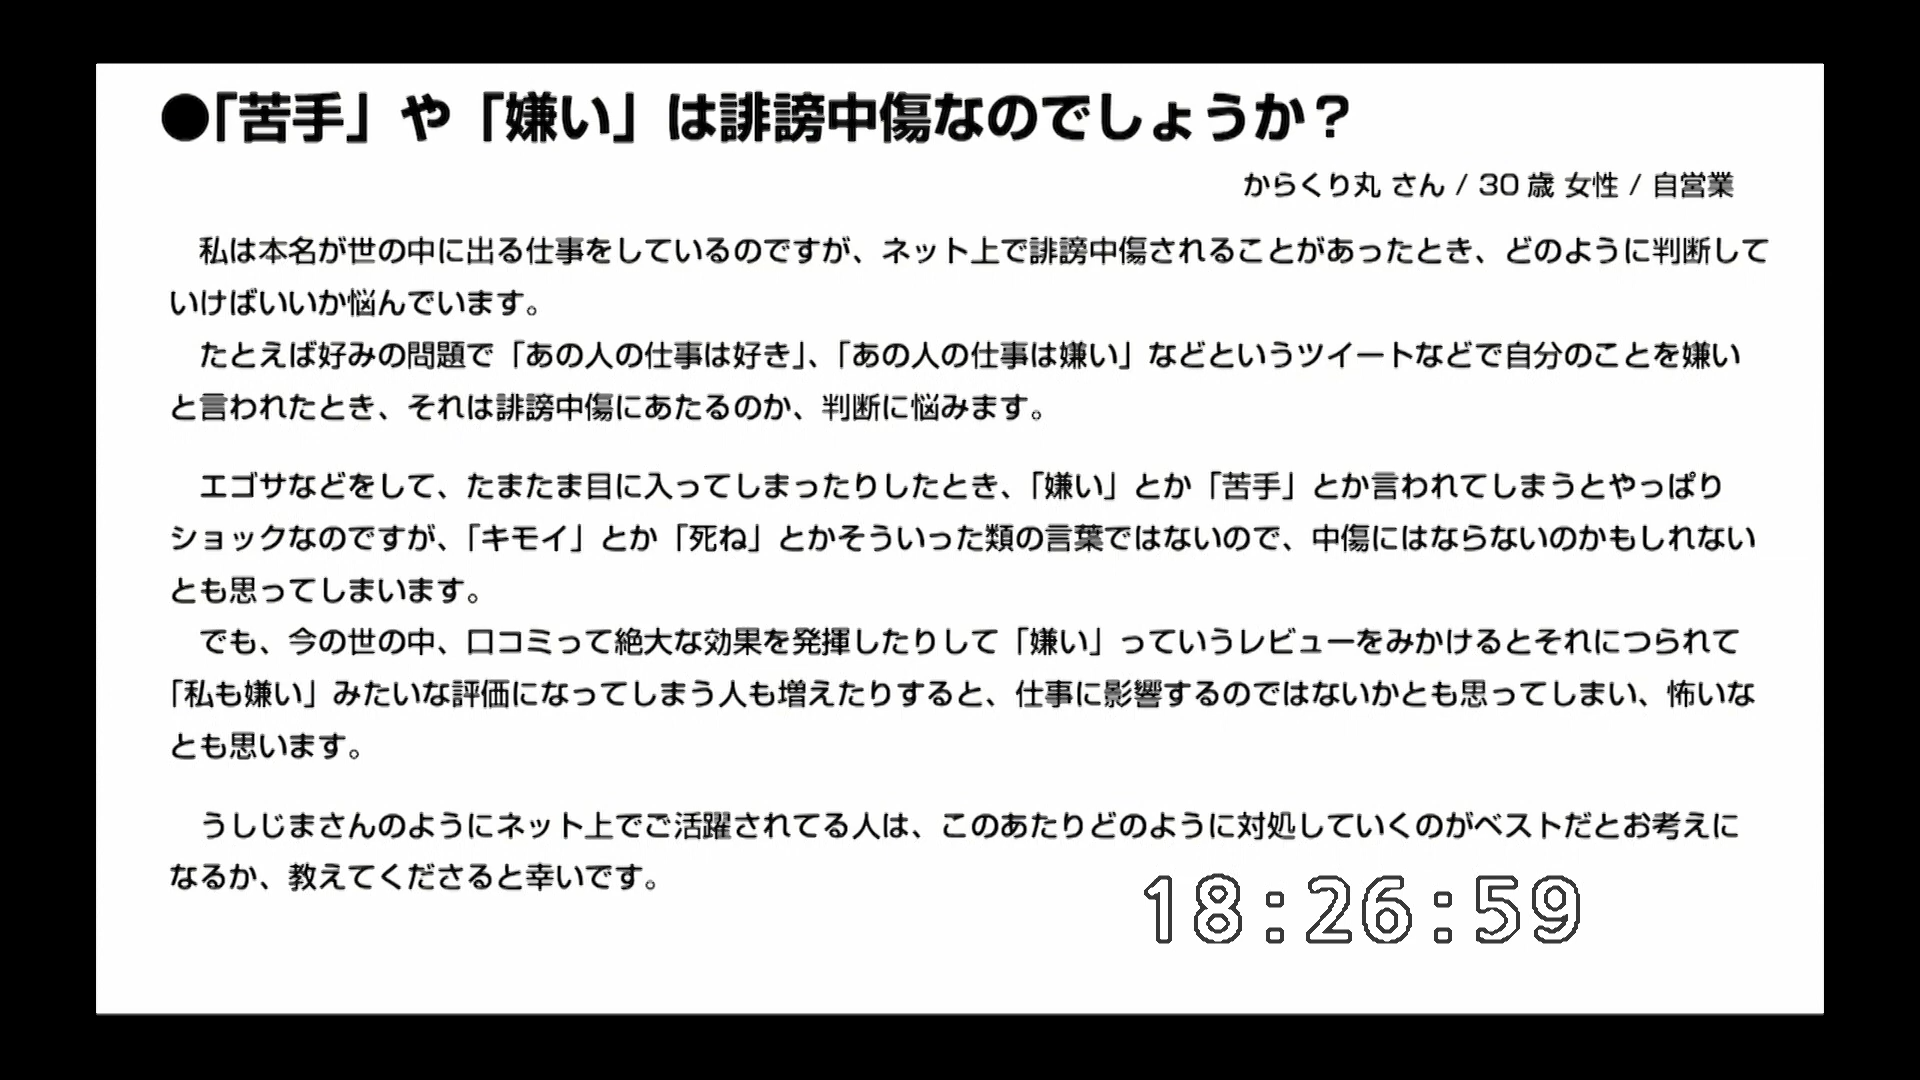 ●「苦手」や「嫌い」は誹謗中傷なのでしょうか？
からくり丸 さん / 30 歳 女性 / 自営業
私は本名が世の中に出る仕事をしているのですが、ネット上で誹謗中傷されることがあったとき、どのように判断して
いけばいいか悩んでいます。
たとえば好みの問題で「あの人の仕事は好き」、「あの人の仕事は嫌い」などというツイートなどで自分のことを嫌い
と言われたとき、それは誹謗中傷にあたるのか、判断に悩みます。
エゴサなどをして、たまたま目に入ってしまったりしたとき、「嫌い」とか「苦手」とか言われてしまうとやっぱり
ショックなのですが、「キモイ」とか「死ね」とかそういった類の言葉ではないので、中傷にはならないのかもしれない
とも思ってしまいます。
でも、今の世の中、口コミって絶大な効果を発揮したりして「嫌い」っていうレビューをみかけるとそれにつられて
「私も嫌い」みたいな評価になってしまう人も増えたりすると、仕事に影響するのではないかとも思ってしまい、怖いな
とも思います。
うしじまさんのようにネット上でご活躍されてる人は、このあたりどのように対処していくのがベストだとお考えに
なるか、教えてくださると幸いです。
18:26:59